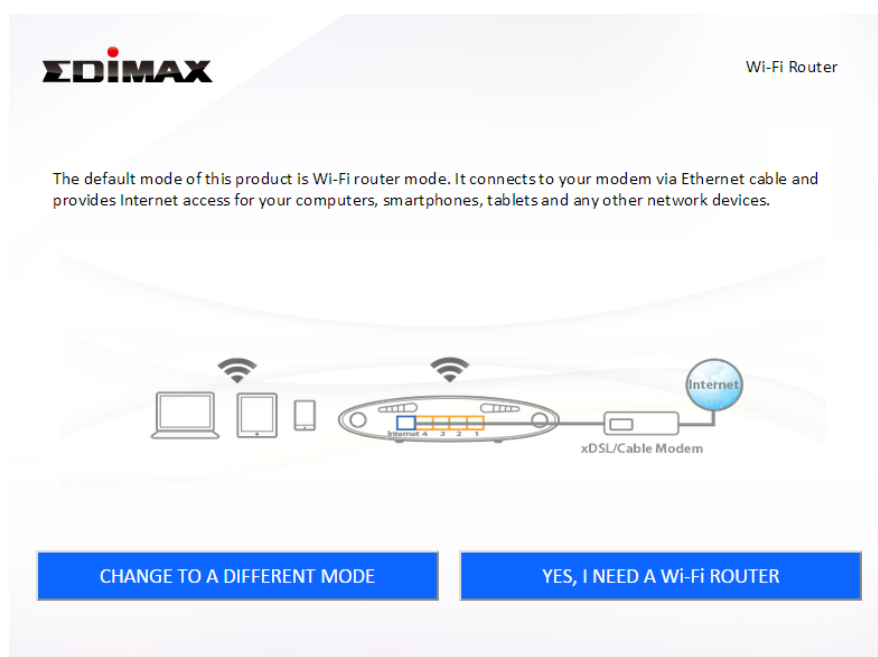 EDIMAX
Wi-Fi Router
The default mode of this product is Wi-Fi router mode. It connects to your modem via Ethernet cable and
provides Internet access for your computers, smartphones, tablets and any other network devices.
Internet
Internet 4 3 2 1
xDSL/Cable Modem
CHANGE TO A DIFFERENT MODE
YES, I NEED A Wi-Fi ROUTER